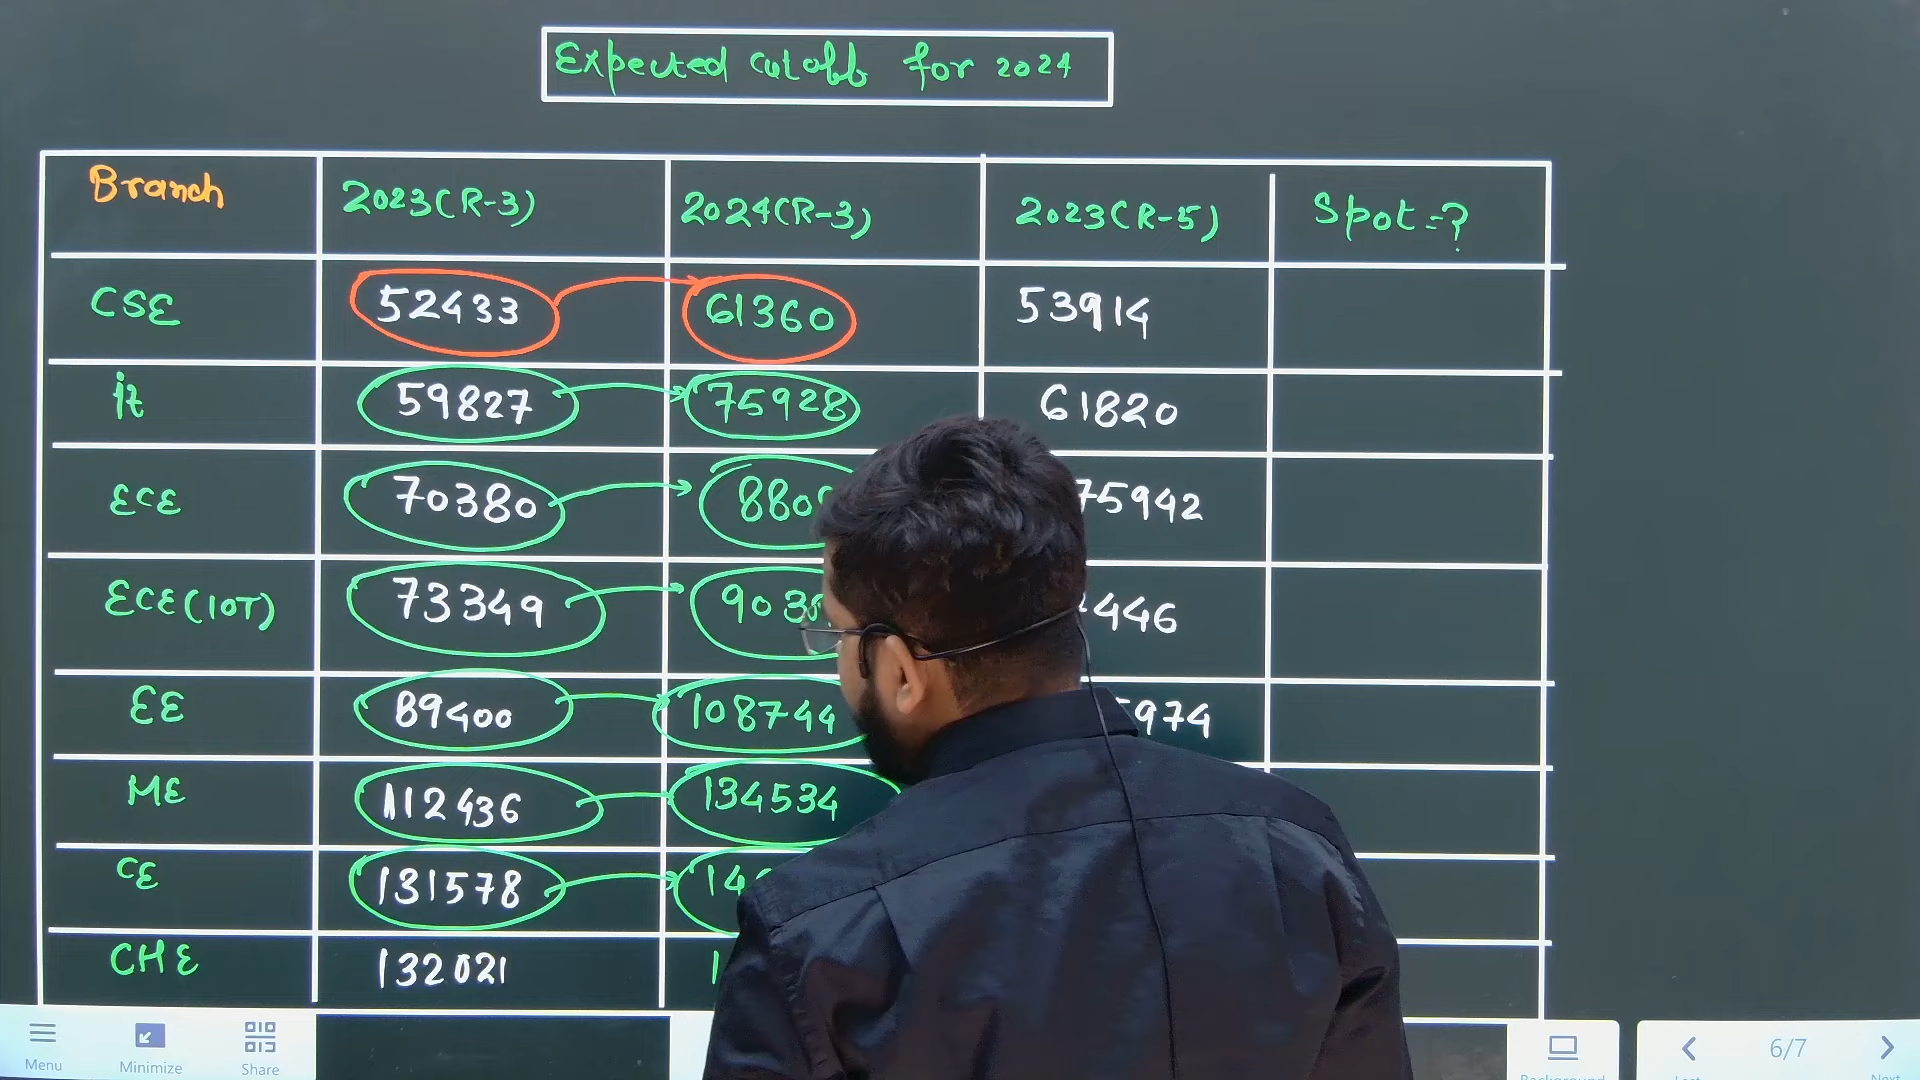 Expected cutoff for 2024
Branch 2023(R-3) 2024(R-3) 2023(R-5) Spot=?
CSE 52433 61360 53914
it 59827 75928 61820
ECE 70380 75942
ECE(IOT) 73349
EE 89400 108744
ME 112436 134534
CE 131578
CHE 132021
Menu Minimize Share 6/7